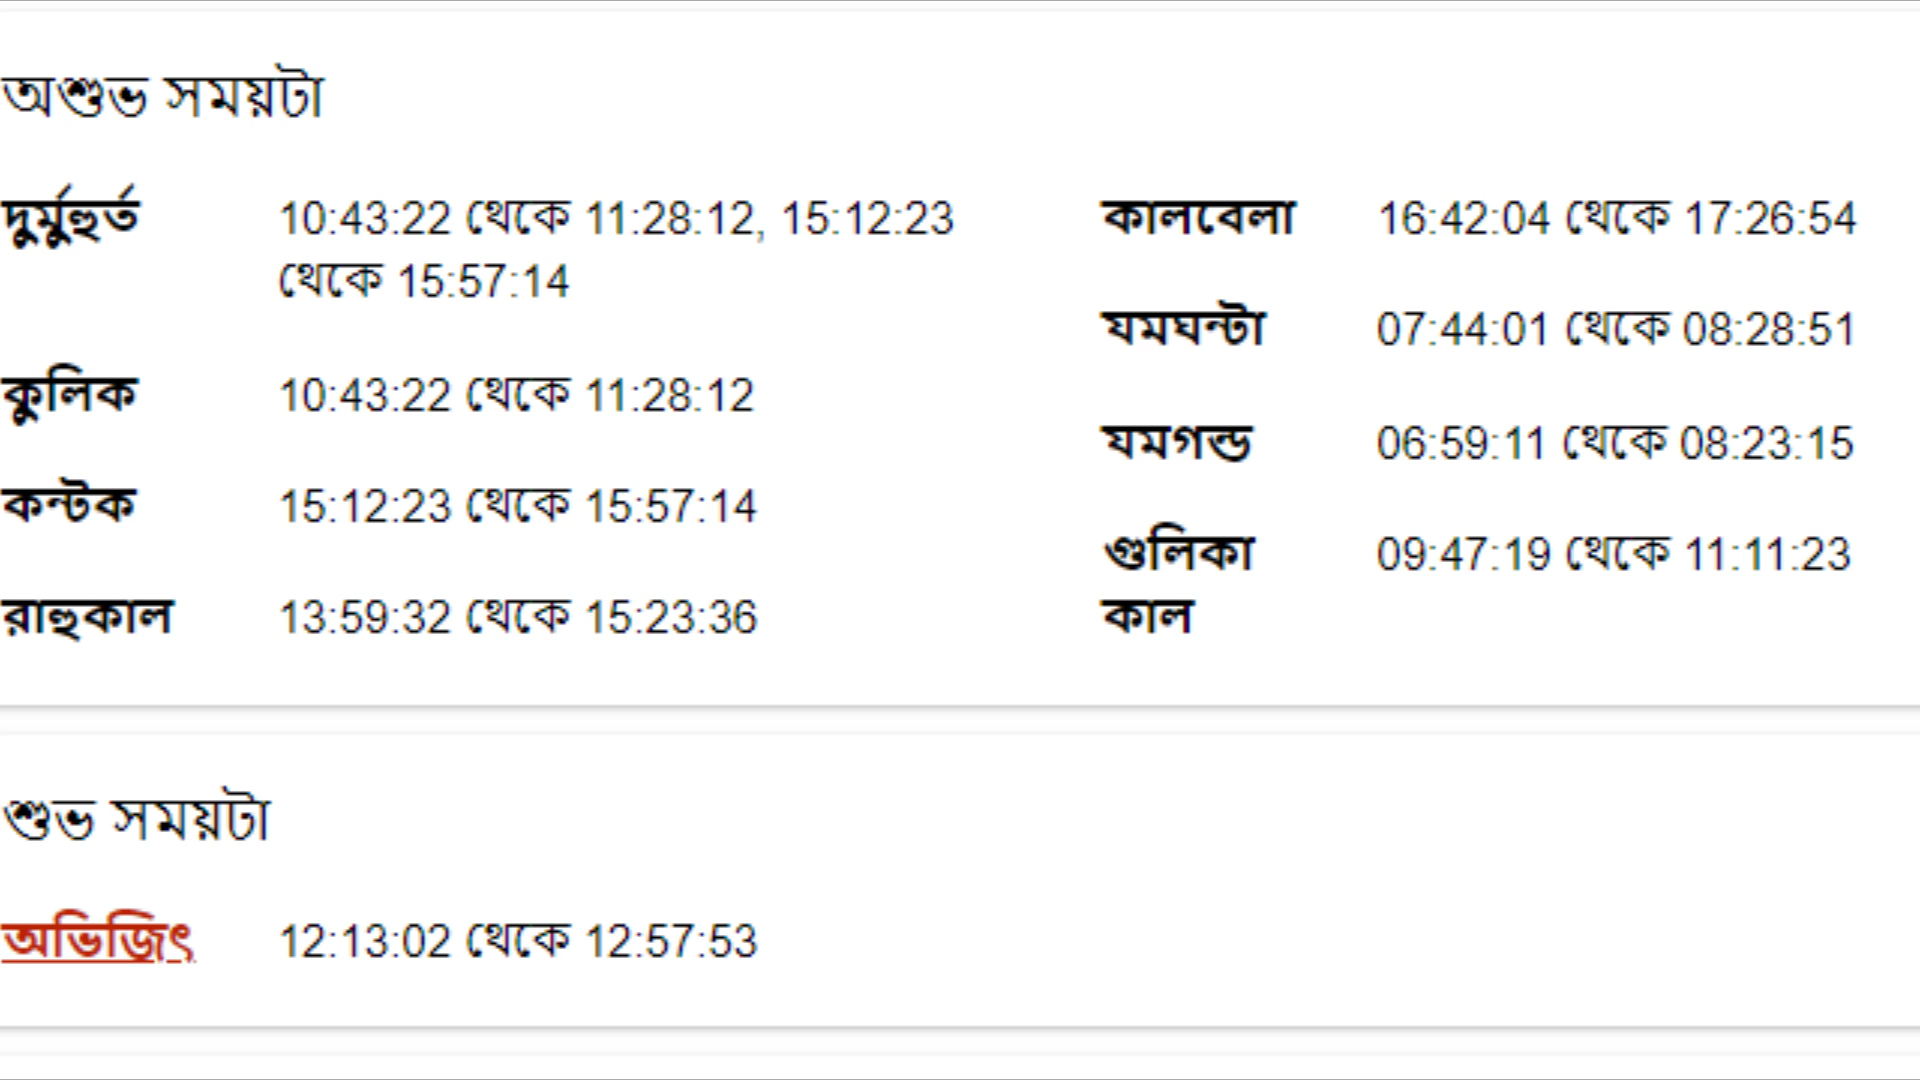 অশুভ সময়টা
দুর্মুহুর্ত 10:43:22 থেকে 11:28:12, 15:12:23
থেকে 15:57:14
কুলিক 10:43:22 থেকে 11:28:12
কন্টক 15:12:23 থেকে 15:57:14
রাহুকাল 13:59:32 থেকে 15:23:36
কালবেলা 16:42:04 থেকে 17:26:54
যমঘন্টা 07:44:01 থেকে 08:28:51
যমগন্ড 06:59:11 থেকে 08:23:15
গুলিকা 09:47:19 থেকে 11:11:23
কাল
শুভ সময়টা
অভিজিৎ 12:13:02 থেকে 12:57:53